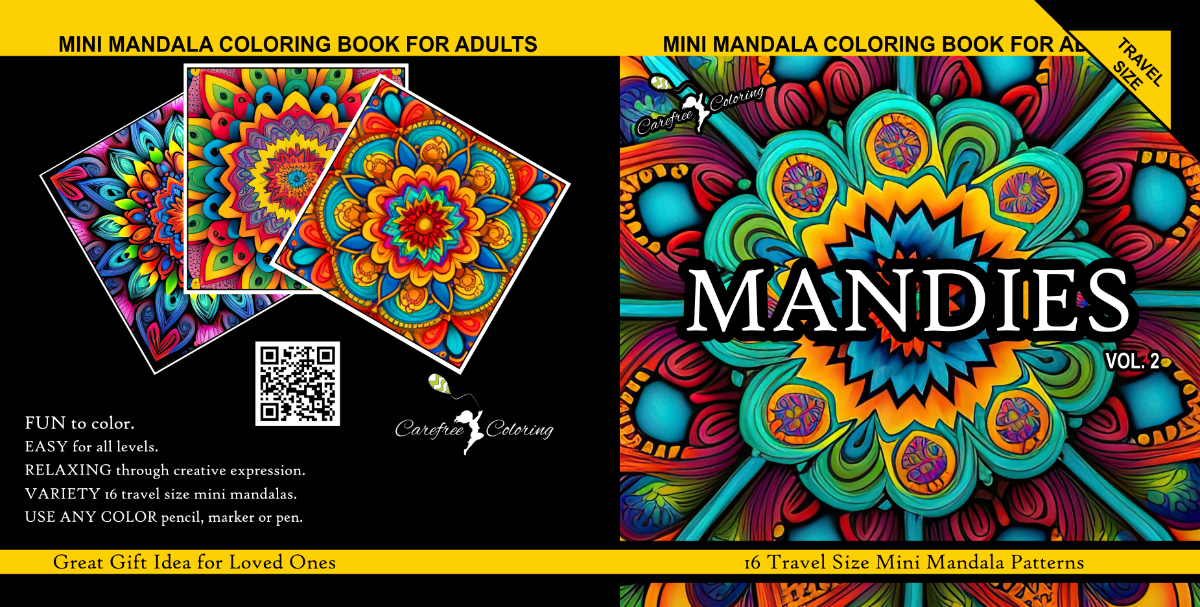 MINI MANDALA COLORING BOOK FOR ADULTS
Carefree Coloring
FUN to color.
EASY for all levels.
RELAXING through creative expression.
VARIETY 16 travel size mini mandalas.
USE ANY COLOR pencil, marker or pen.
Great Gift Idea for Loved Ones
MINI MANDALA COLORING BOOK FOR AD
TRAVEL
SIZE
Carefree Coloring
MANDIES
VOL. 2
16 Travel Size Mini Mandala Patterns